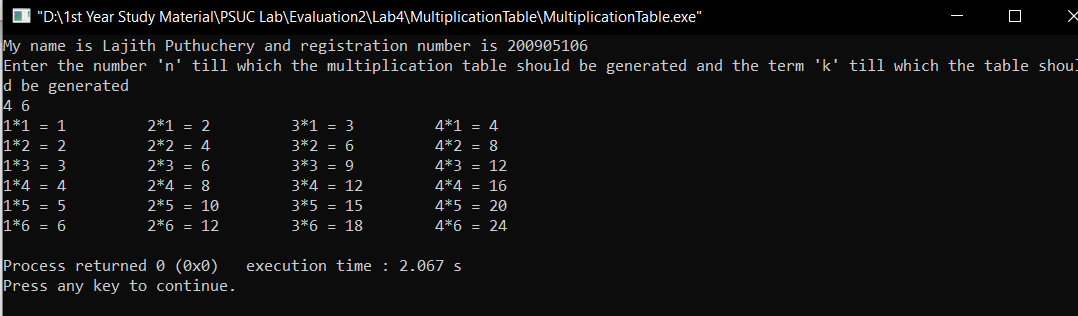 "D:\1st Year Study Material\PSUC Lab\Evaluation2\Lab4\MultiplicationTable\MultiplicationTable.exe"
My name is Lajith Puthuchery and registration number is 200905106
Enter the number 'n' till which the multiplication table should be generated and the term 'k' till which the table shoul
d be generated
4 6
1*1 = 1         2*1 = 2         3*1 = 3         4*1 = 4
1*2 = 2         2*2 = 4         3*2 = 6         4*2 = 8
1*3 = 3         2*3 = 6         3*3 = 9         4*3 = 12
1*4 = 4         2*4 = 8         3*4 = 12        4*4 = 16
1*5 = 5         2*5 = 10        3*5 = 15        4*5 = 20
1*6 = 6         2*6 = 12        3*6 = 18        4*6 = 24
Process returned 0 (0x0)   execution time : 2.067 s
Press any key to continue.